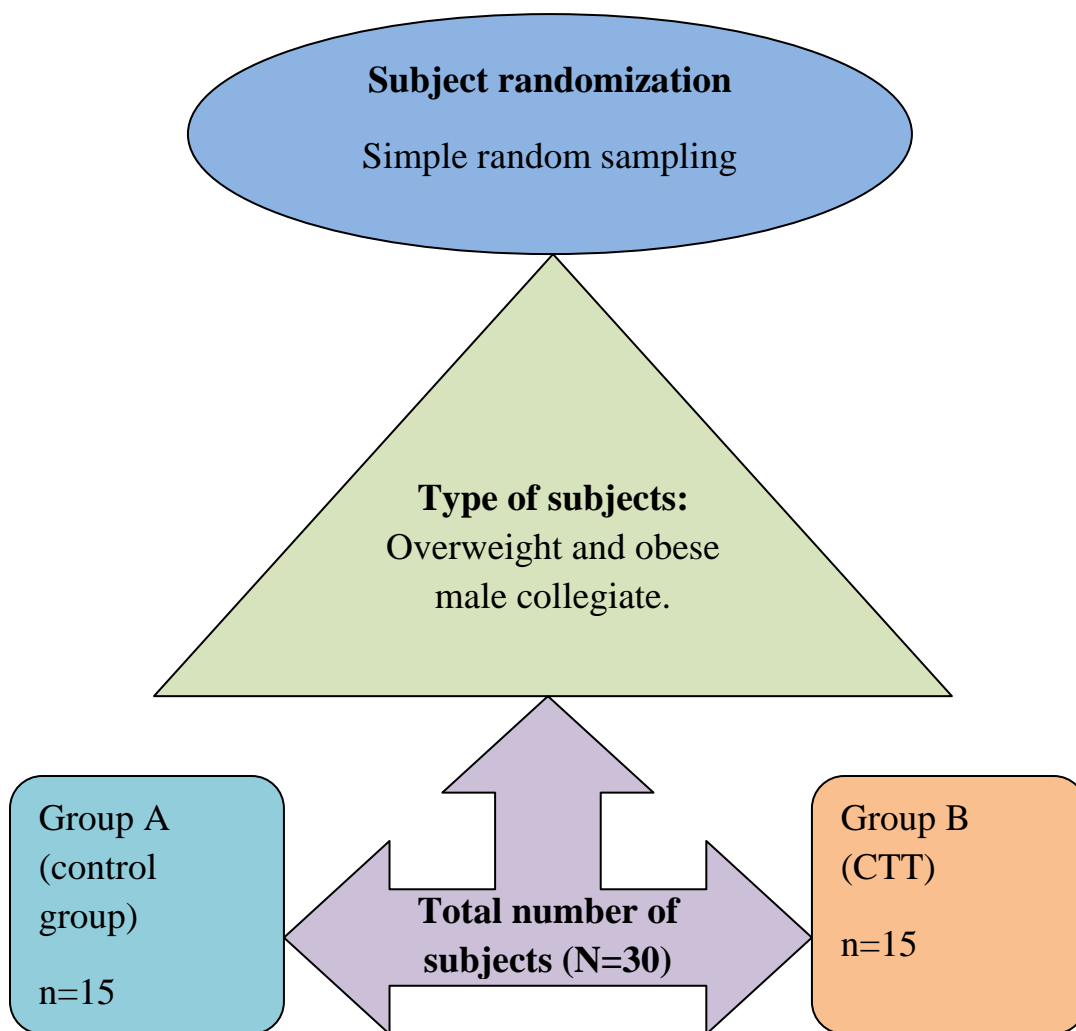 Subject randomization
Simple random sampling
Type of subjects:
Overweight and obese
male collegiate.
Group A
(control
group)
n=15
Total number of
subjects (N=30)
Group B
(CTT)
n=15